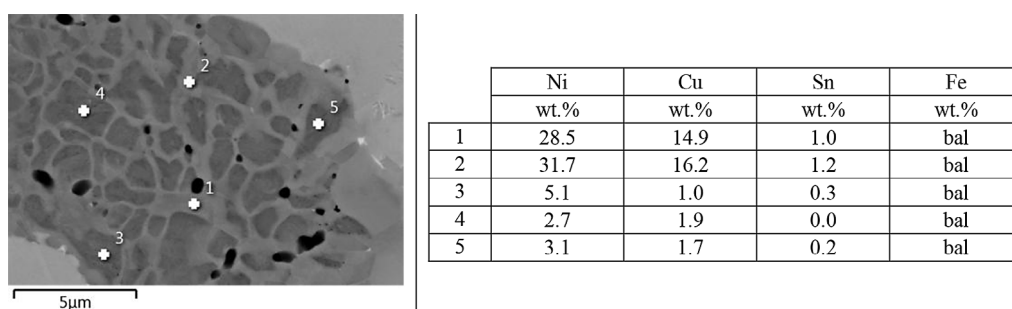 2
4
5
1
3
5µm
Ni Cu Sn Fe
wt.% wt.% wt.% wt.%
1 28.5 14.9 1.0 bal
2 31.7 16.2 1.2 bal
3 5.1 1.0 0.3 bal
4 2.7 1.9 0.0 bal
5 3.1 1.7 0.2 bal